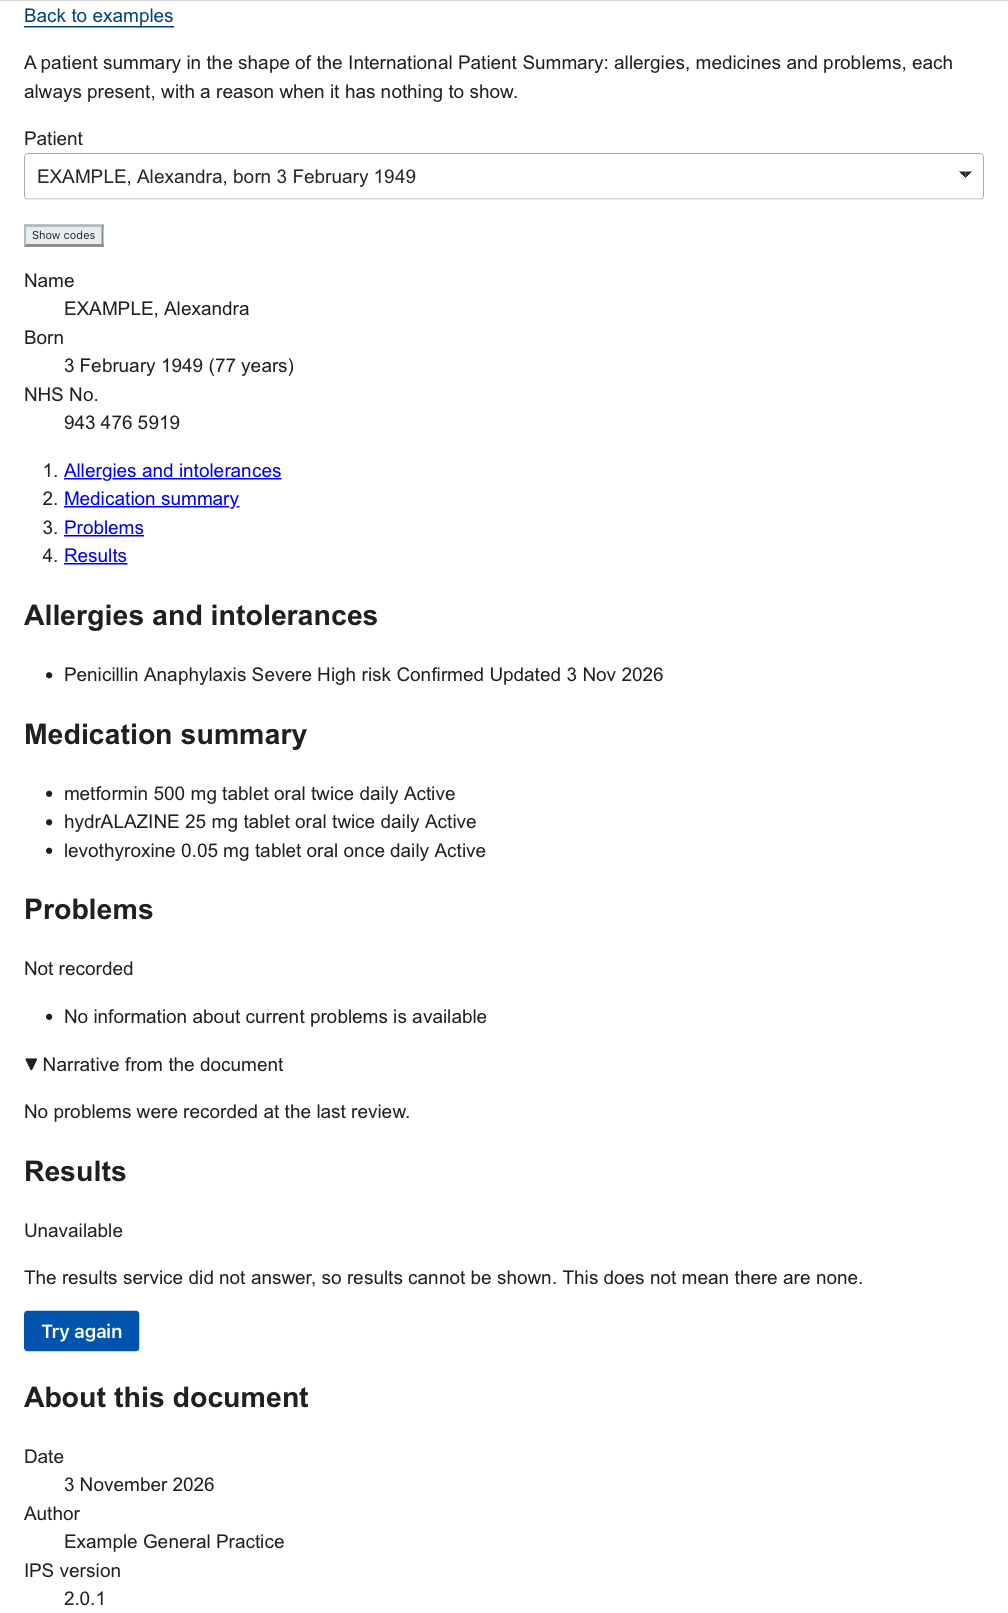 Back to examples
A patient summary in the shape of the International Patient Summary: allergies, medicines and problems, each
always present, with a reason when it has nothing to show.
Patient
EXAMPLE, Alexandra, born 3 February 1949
Show codes
Name
EXAMPLE, Alexandra
Born
3 February 1949 (77 years)
NHS No.
943 476 5919
1. Allergies and intolerances
2. Medication summary
3. Problems
4. Results
Allergies and intolerances
• Penicillin Anaphylaxis Severe High risk Confirmed Updated 3 Nov 2026
Medication summary
• metformin 500 mg tablet oral twice daily Active
• hydrALAZINE 25 mg tablet oral twice daily Active
• levothyroxine 0.05 mg tablet oral once daily Active
Problems
Not recorded
• No information about current problems is available
▼ Narrative from the document
No problems were recorded at the last review.
Results
Unavailable
The results service did not answer, so results cannot be shown. This does not mean there are none.
Try again
About this document
Date
3 November 2026
Author
Example General Practice
IPS version
2.0.1